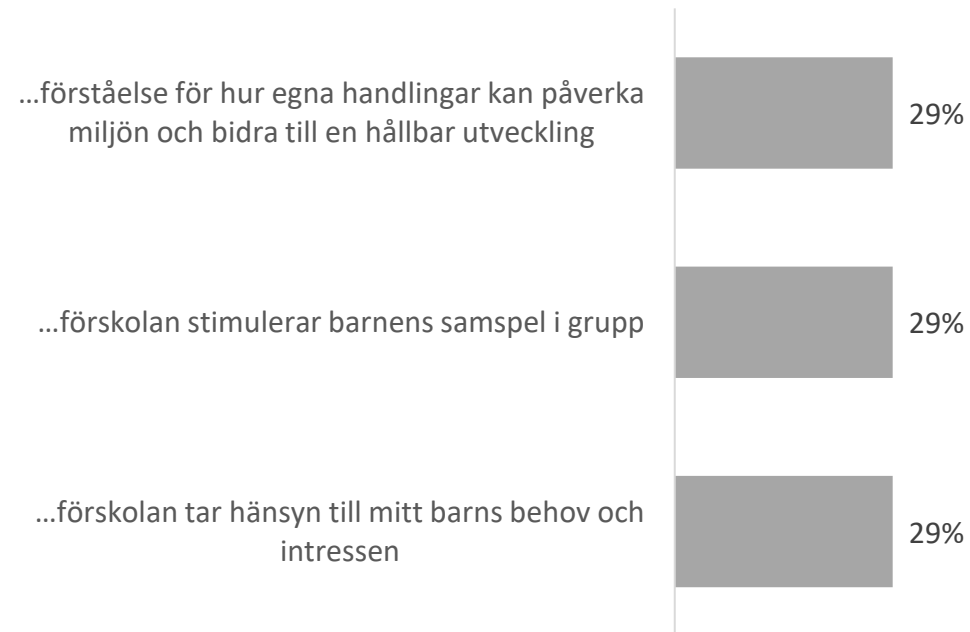 ...förståelse för hur egna handlingar kan påverka
miljön och bidra till en hållbar utveckling
29%
...förskolan stimulerar barnens samspel i grupp
29%
...förskolan tar hänsyn till mitt barns behov och
intressen
29%